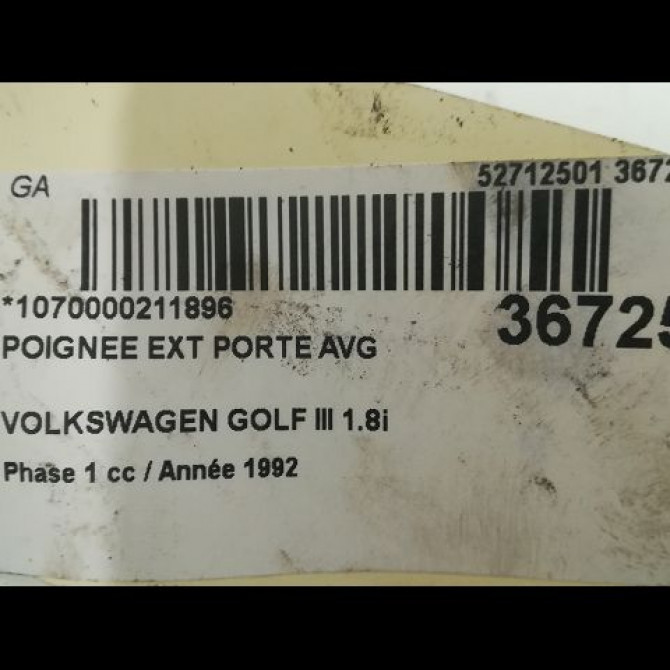 GA
52712501 3672
*1070000211896
36725
POIGNEE EXT PORTE AVG
VOLKSWAGEN GOLF III 1.8i
Phase 1 cc / Année 1992